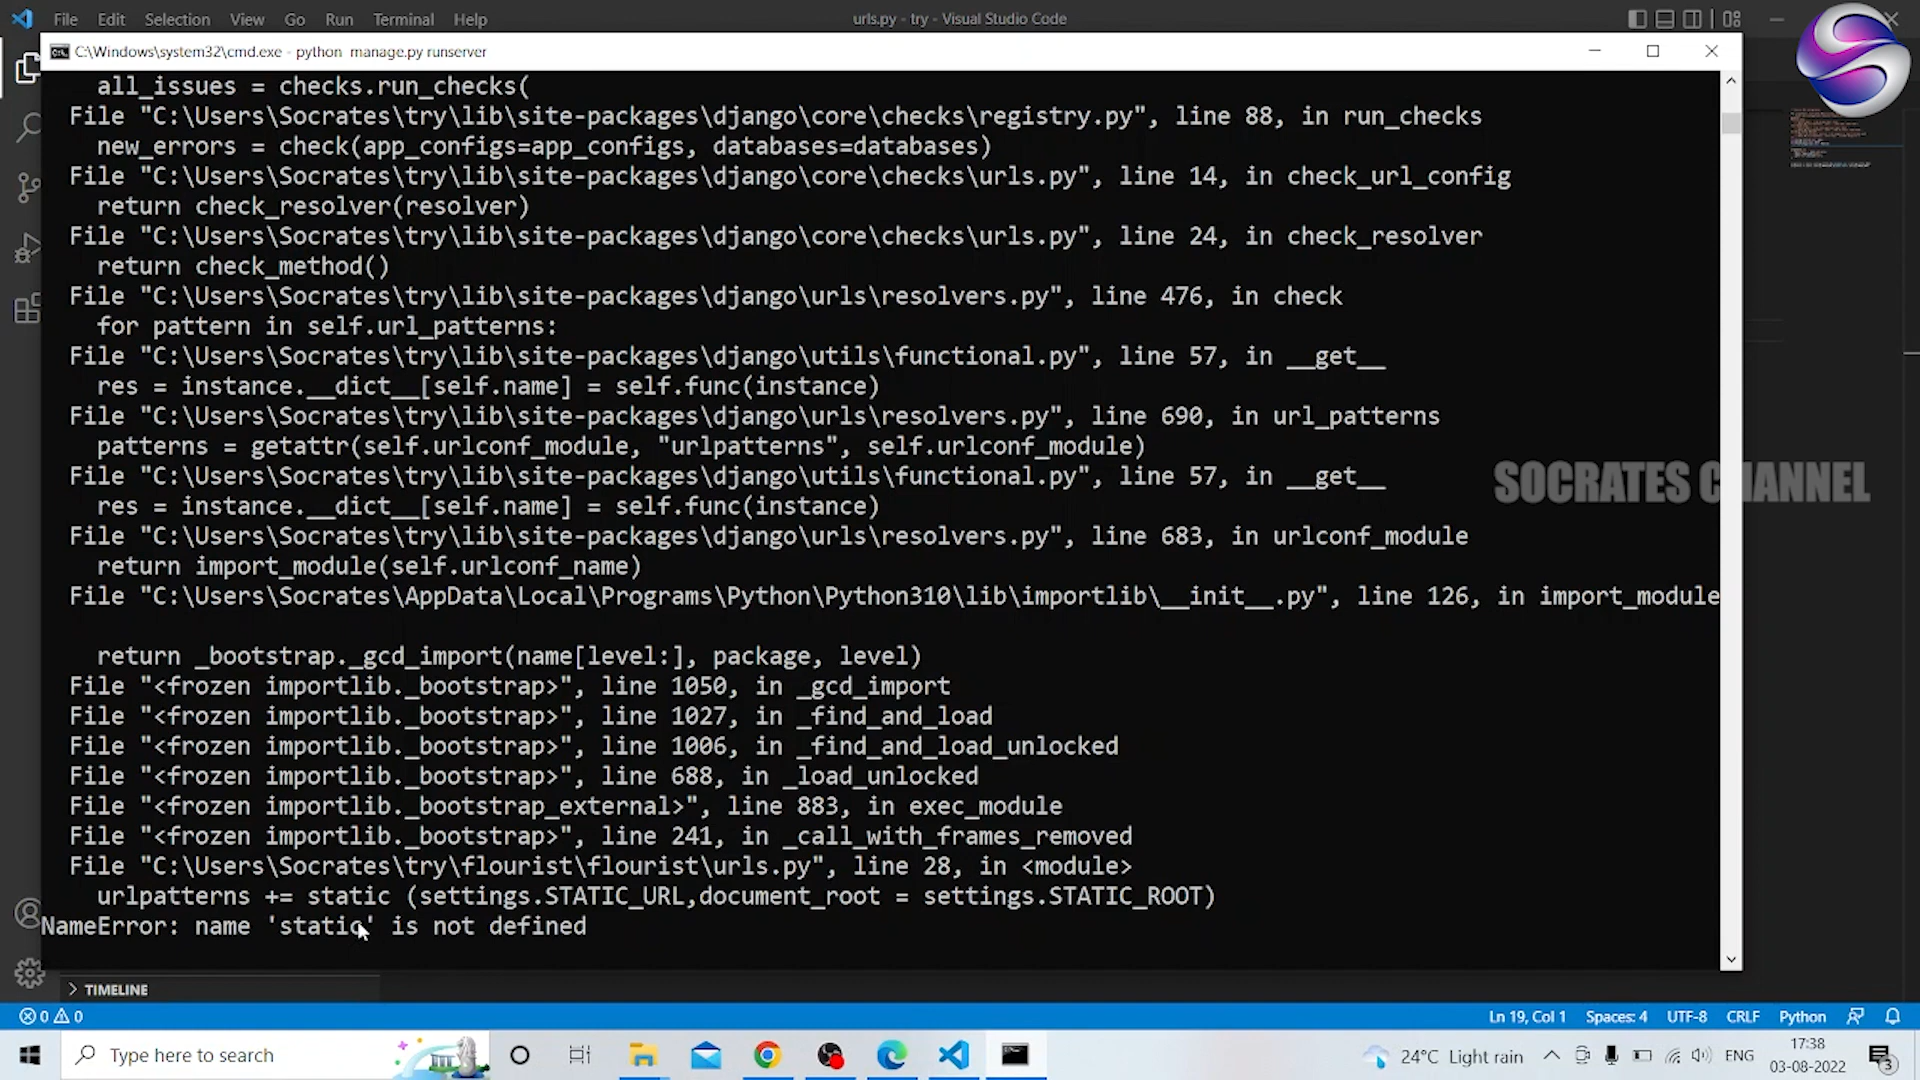 File Edit Selection View Go Run Terminal Help
urls.py - try - Visual Studio Code
C:\Windows\system32\cmd.exe - python manage.py runserver
all_issues = checks.run_checks(
File "C:\Users\Socrates\try\lib\site-packages\django\core\checks\registry.py", line 88, in run_checks
new_errors = check(app_configs=app_configs, databases=databases)
File "C:\Users\Socrates\try\lib\site-packages\django\core\checks\urls.py", line 14, in check_url_config
return check_resolver(resolver)
File "C:\Users\Socrates\try\lib\site-packages\django\core\checks\urls.py", line 24, in check_resolver
return check_method()
File "C:\Users\Socrates\try\lib\site-packages\django\urls\resolvers.py", line 476, in check
for pattern in self.url_patterns:
File "C:\Users\Socrates\try\lib\site-packages\django\utils\functional.py", line 57, in __get__
res = instance.__dict__[self.name] = self.func(instance)
File "C:\Users\Socrates\try\lib\site-packages\django\urls\resolvers.py", line 690, in url_patterns
patterns = getattr(self.urlconf_module, "urlpatterns", self.urlconf_module)
File "C:\Users\Socrates\try\lib\site-packages\django\utils\functional.py", line 57, in __get__
res = instance.__dict__[self.name] = self.func(instance)
SOCRATES CHANNEL
File "C:\Users\Socrates\try\lib\site-packages\django\urls\resolvers.py", line 683, in urlconf_module
return import_module(self.urlconf_name)
File "C:\Users\Socrates\AppData\Local\Programs\Python\Python310\lib\importlib\__init__.py", line 126, in import_module
return _bootstrap._gcd_import(name[level:], package, level)
File "<frozen importlib._bootstrap>", line 1050, in _gcd_import
File "<frozen importlib._bootstrap>", line 1027, in _find_and_load
File "<frozen importlib._bootstrap>", line 1006, in _find_and_load_unlocked
File "<frozen importlib._bootstrap>", line 688, in _load_unlocked
File "<frozen importlib._bootstrap_external>", line 883, in exec_module
File "<frozen importlib._bootstrap>", line 241, in _call_with_frames_removed
File "C:\Users\Socrates\try\flourist\flourist\urls.py", line 28, in <module>
urlpatterns += static (settings.STATIC_URL,document_root = settings.STATIC_ROOT)
NameError: name 'static' is not defined
TIMELINE
0 0
Ln 19, Col 1 Spaces: 4 UTF-8 CRLF Python
Type here to search
24°C Light rain
ENG
17:38
03-08-2022
3